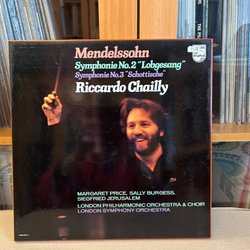 Mendelssohn
Symphonie No.2 "Lobgesang"
Symphonie No.3 "Schottische"
Riccardo Chailly
PHILIPS
MARGARET PRICE, SALLY BURGESS,
SIEGFRIED JERUSALEM
LONDON PHILHARMONIC ORCHESTRA & CHOIR
LONDON SYMPHONY ORCHESTRA